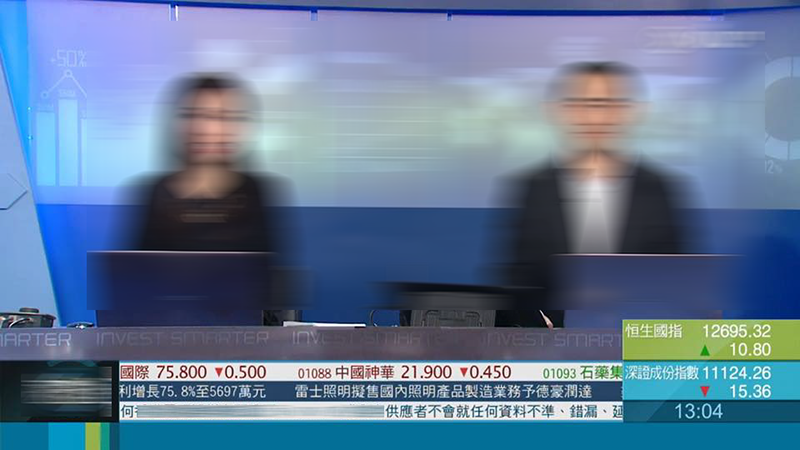 +50%
12%
INVEST SMARTER INVEST SMARTER INVEST SMARTER
恒生國指 12695.32
▲ 10.80
國際 75.800 ▼0.500 01088 中國神華 21.900 ▼0.450 01093 石藥集
深證成份指數 11124.26
▼ 15.36
利增長75.8%至5697萬元 雷士照明擬售國內照明產品製造業務予德豪潤達
供應者不會就任何資料不準、錯漏、延
13:04